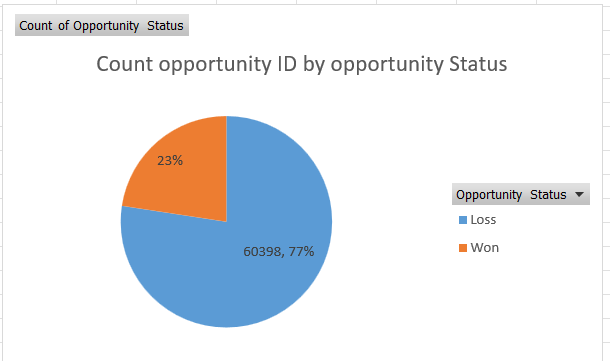 Count of Opportunity Status
Count opportunity ID by opportunity Status
23%
60398, 77%
Opportunity Status
Loss
Won